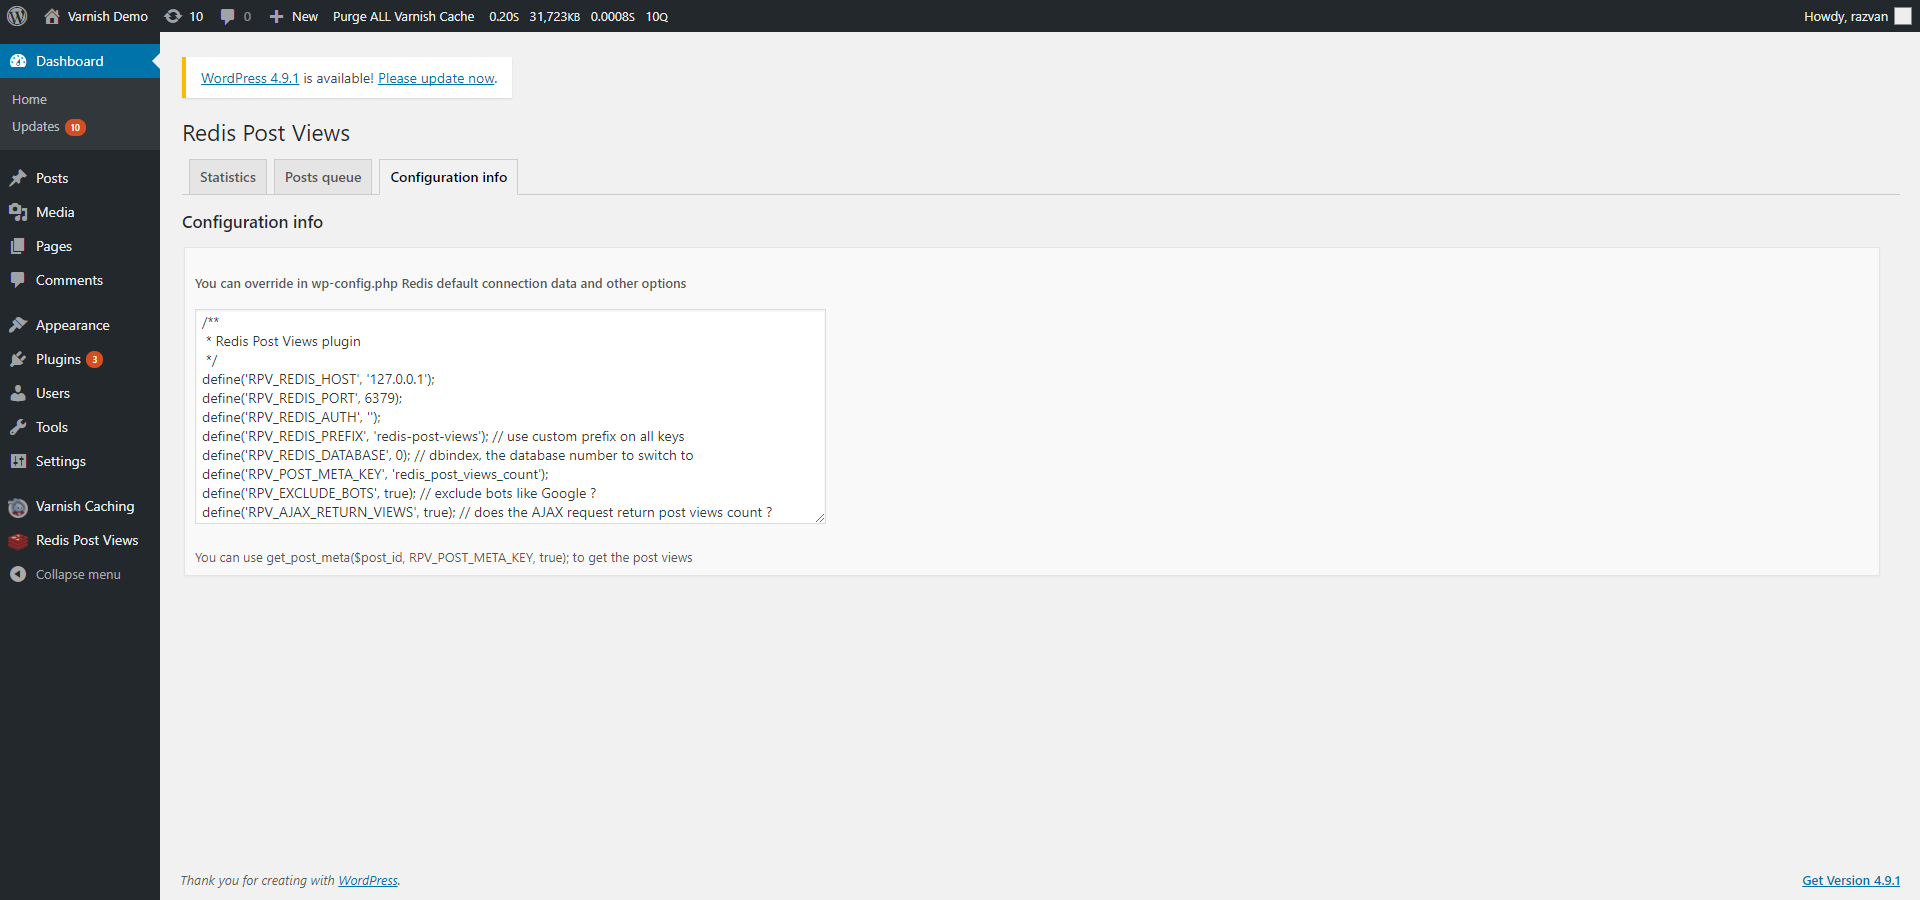 Varnish Demo 10 0 New Purge ALL Varnish Cache 0.20S 31,723KB 0.0008S 10Q Howdy, razvan
Dashboard
Home
Updates 10
Posts
Media
Pages
Comments
Appearance
Plugins 3
Users
Tools
Settings
Varnish Caching
Redis Post Views
Collapse menu
WordPress 4.9.1 is available! Please update now.
Redis Post Views
Statistics Posts queue Configuration info
Configuration info
You can override in wp-config.php Redis default connection data and other options
/**
* Redis Post Views plugin
*/
define('RPV_REDIS_HOST', '127.0.0.1');
define('RPV_REDIS_PORT', 6379);
define('RPV_REDIS_AUTH', '');
define('RPV_REDIS_PREFIX', 'redis-post-views'); // use custom prefix on all keys
define('RPV_REDIS_DATABASE', 0); // dbindex, the database number to switch to
define('RPV_POST_META_KEY', 'redis_post_views_count');
define('RPV_EXCLUDE_BOTS', true); // exclude bots like Google ?
define('RPV_AJAX_RETURN_VIEWS', true); // does the AJAX request return post views count ?
You can use get_post_meta($post_id, RPV_POST_META_KEY, true); to get the post views
Thank you for creating with WordPress.
Get Version 4.9.1